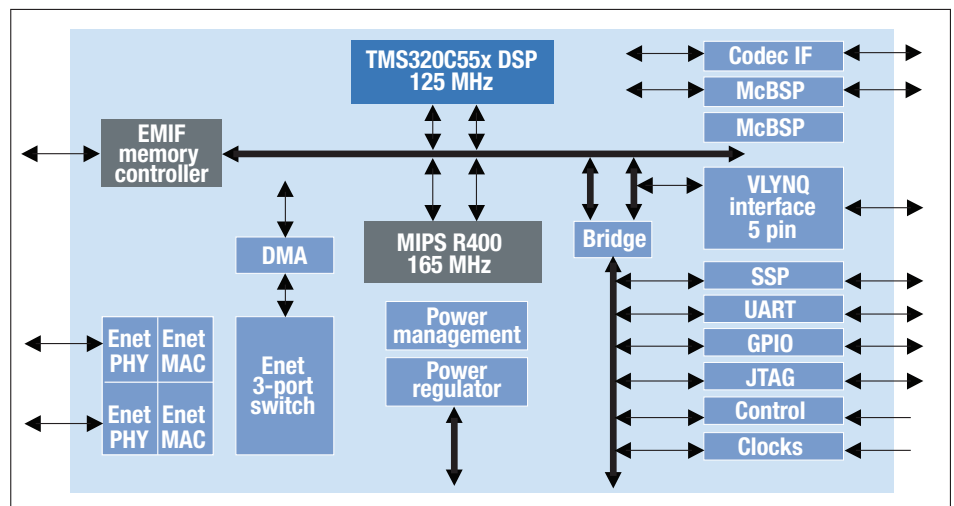 TMS320C55x DSP
125 MHz
Codec IF
McBSP
McBSP
EMIF
memory
controller
VLYNQ
interface
5 pin
MIPS R400
165 MHz
Bridge
DMA
SSP
UART
GPIO
JTAG
Control
Clocks
Power
management
Power
regulator
Enet
PHY
Enet
MAC
Enet
PHY
Enet
MAC
Enet
3-port
switch